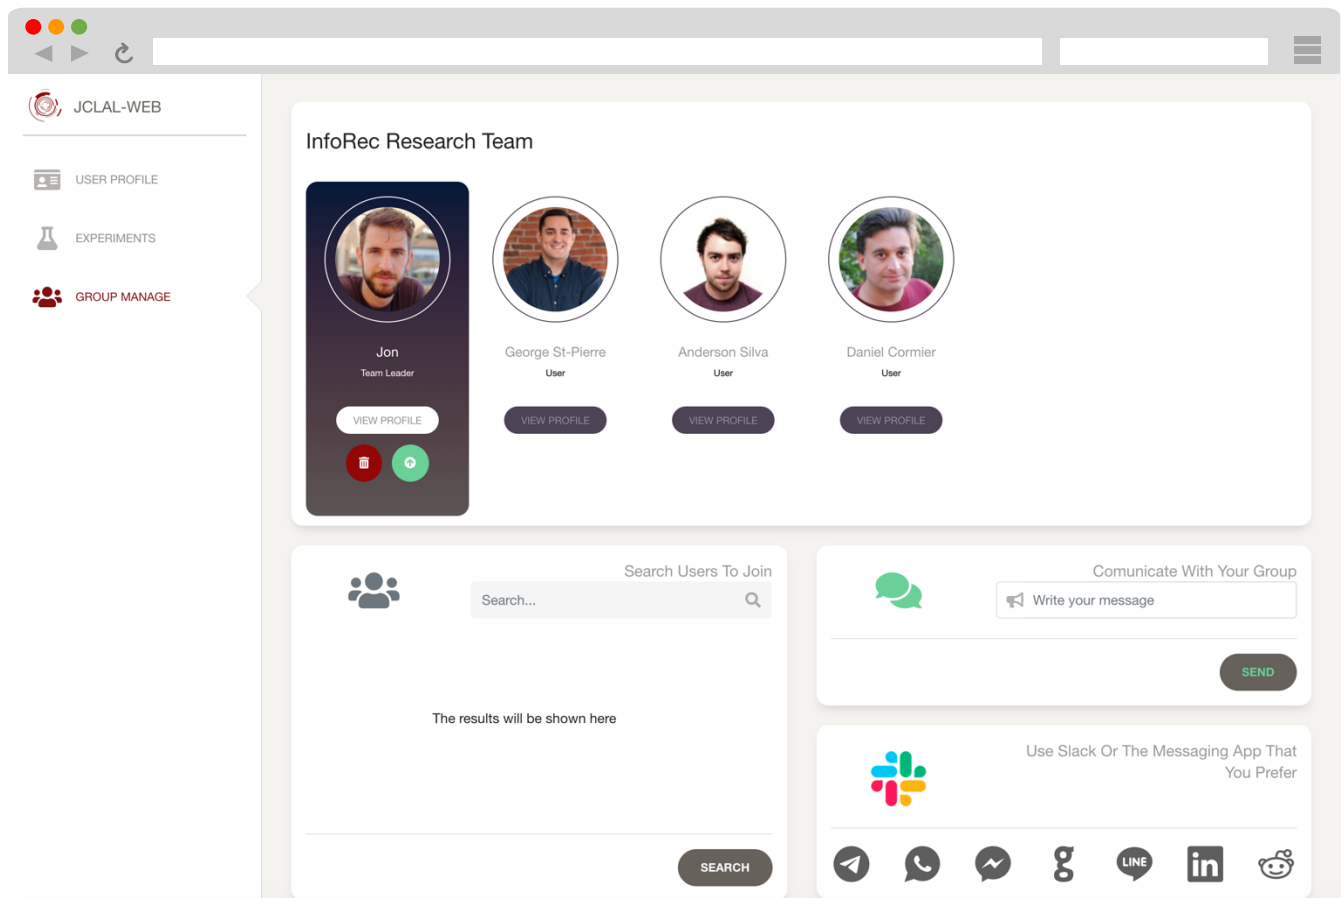 JCLAL-WEB
USER PROFILE
EXPERIMENTS
GROUP MANAGE
InfoRec Research Team
Jon
Team Leader
VIEW PROFILE
George St-Pierre
User
VIEW PROFILE
Anderson Silva
User
VIEW PROFILE
Daniel Cormier
User
VIEW PROFILE
Search Users To Join
Search...
The results will be shown here
SEARCH
Comunicate With Your Group
Write your message
SEND
Use Slack Or The Messaging App That
You Prefer
g
LINE
in